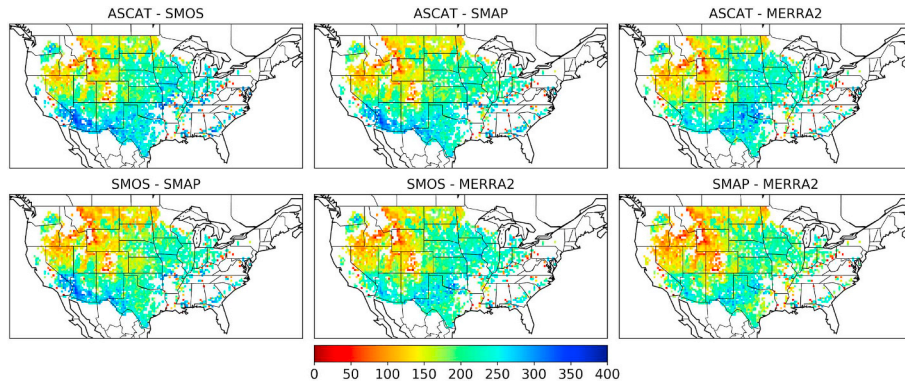 ASCAT - SMOS
ASCAT - SMAP
ASCAT - MERRA2
SMOS - SMAP
SMOS - MERRA2
SMAP - MERRA2
0 50 100 150 200 250 300 350 400